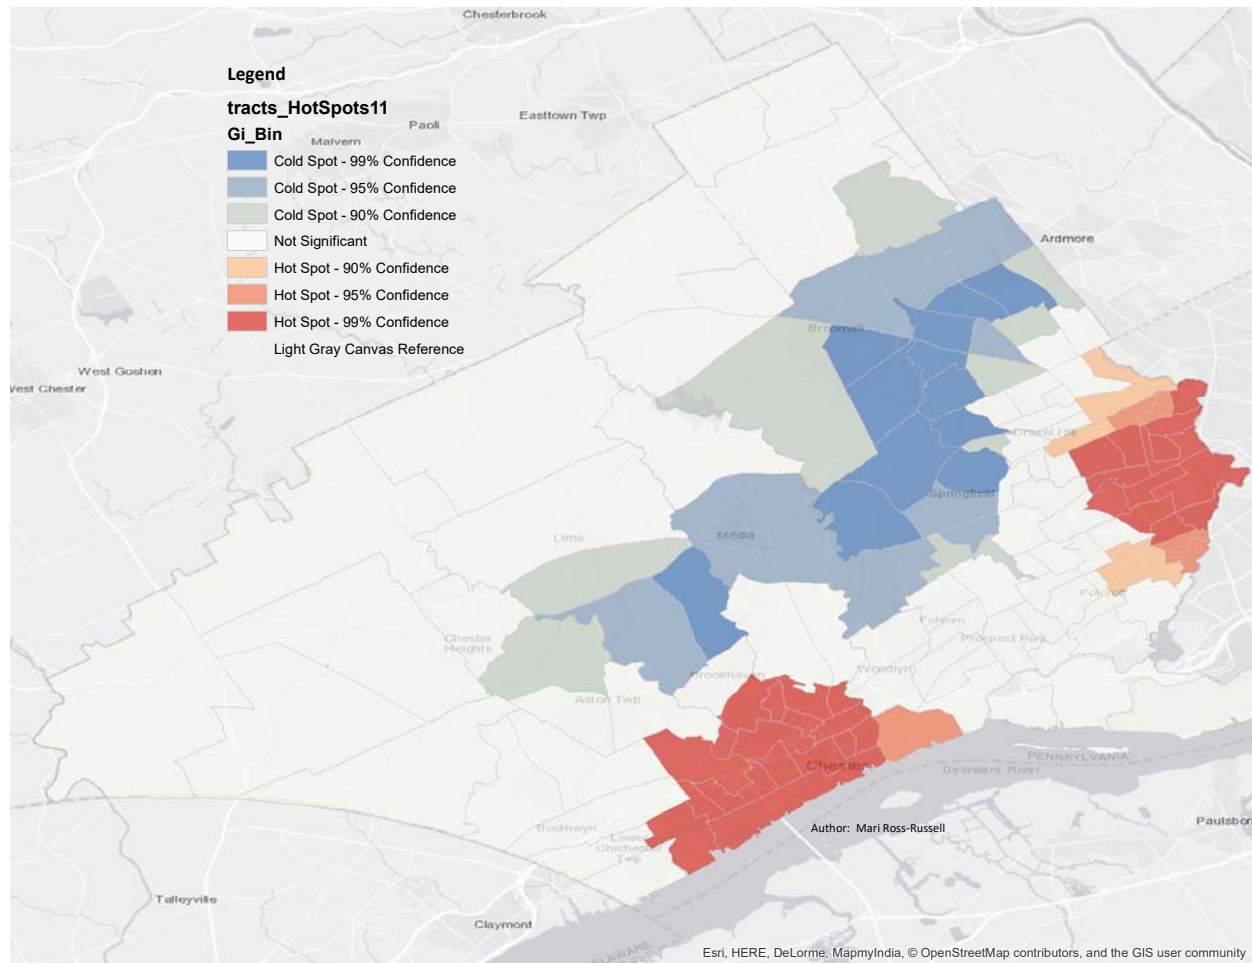 Chesterbrook
Legend
tracts_HotSpots11
Gi_Bin
Cold Spot - 99% Confidence
Cold Spot - 95% Confidence
Cold Spot - 90% Confidence
Not Significant
Hot Spot - 90% Confidence
Hot Spot - 95% Confidence
Hot Spot - 99% Confidence
Light Gray Canvas Reference
Easttown Twp
Paoli
Malvern
Ardmore
Broomall
West Goshen
West Chester
Drexel Hill
Springfield
Media
Lima
Folcroft
Folsom
Prospect Park
Chester
Heights
Woodlyn
Brookhaven
Aston Twp
Chester
PENNSYLVANIA
Delaware River
Boothwyn
Lower
Chichester
Twp
Author: Mari Ross-Russell
Paulsbor
Talleyville
Claymont
Esri, HERE, DeLorme, MapmyIndia, © OpenStreetMap contributors, and the GIS user community